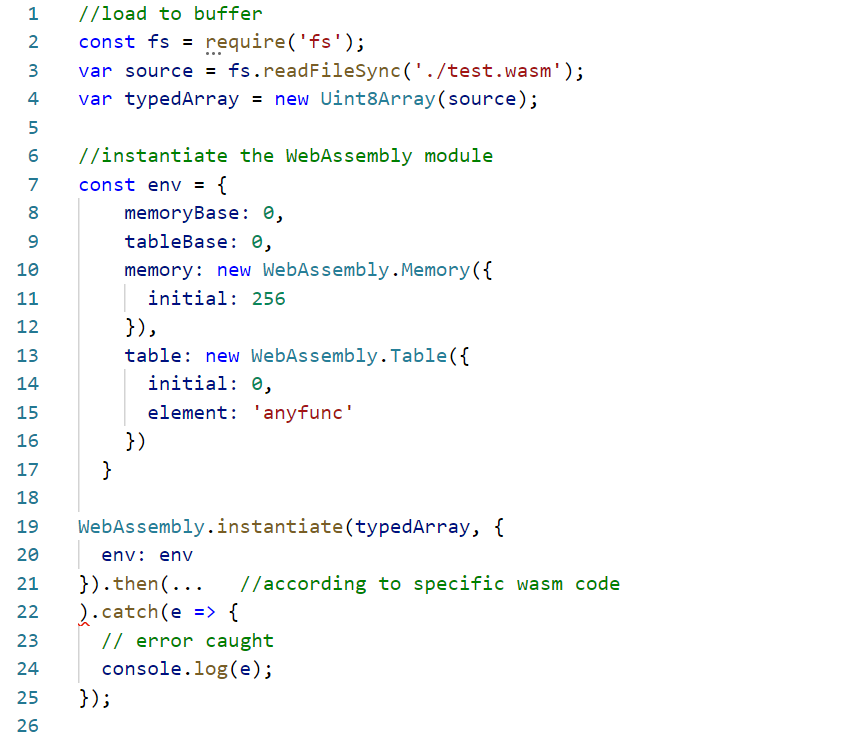 1 //load to buffer
2 const fs = require('fs');
3 var source = fs.readFileSync('./test.wasm');
4 var typedArray = new Uint8Array(source);
5
6 //instantiate the WebAssembly module
7 const env = {
8     memoryBase: 0,
9     tableBase: 0,
10     memory: new WebAssembly.Memory({
11       initial: 256
12     }),
13     table: new WebAssembly.Table({
14       initial: 0,
15       element: 'anyfunc'
16     })
17   }
18
19 WebAssembly.instantiate(typedArray, {
20   env: env
21 }).then(...   //according to specific wasm code
22 ).catch(e => {
23   // error caught
24   console.log(e);
25 });
26